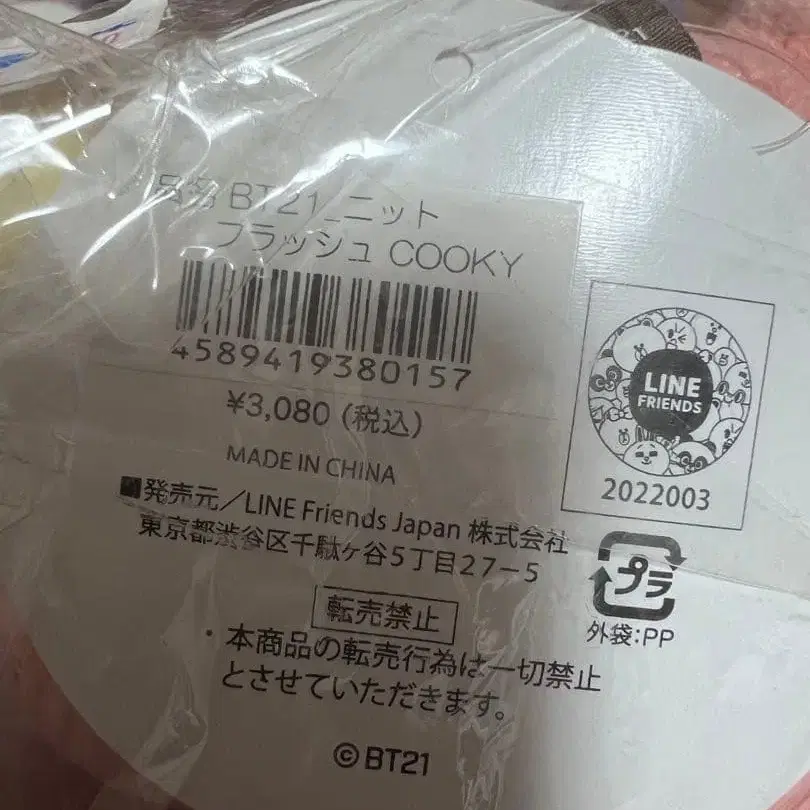 品名 BT21_ニット
フラッシュ COOKY
4589419380157
¥3,080 (税込)
MADE IN CHINA
■発売元／LINE Friends Japan 株式会社
東京都渋谷区千駄ヶ谷5丁目27-5
転売禁止
・本商品の転売行為は一切禁止
とさせていただきます。
©BT21
LINE
FRIENDS
2022003
プラ
外袋:PP